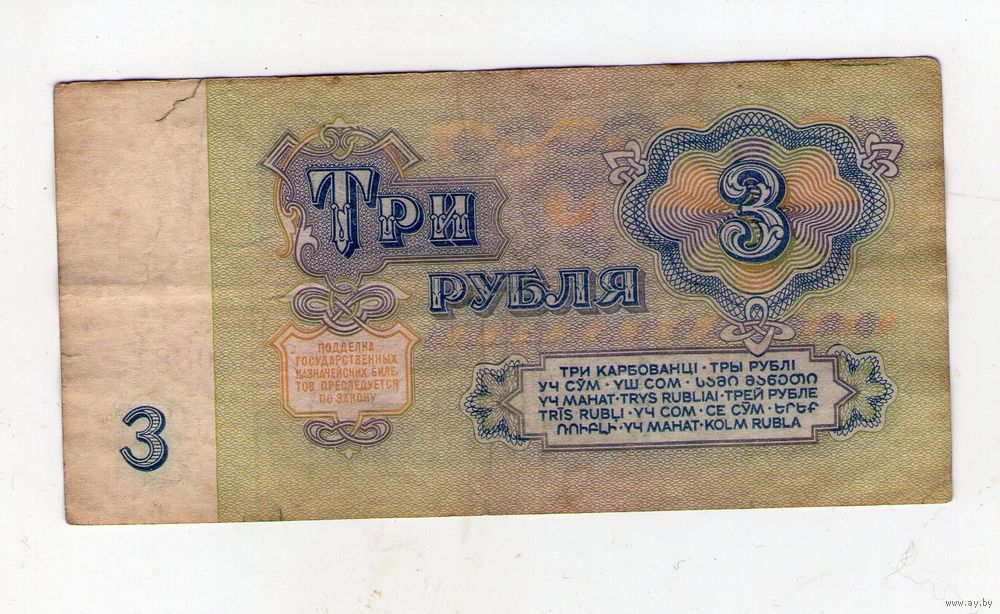 ТРИ
РУБЛЯ
3
ПОДДЕЛКА
ГОСУДАРСТВЕННЫХ
КАЗНАЧЕЙСКИХ БИЛЕ-
ТОВ ПРЕСЛЕДУЕТСЯ
ПО ЗАКОНУ
ТРИ КАРБОВАНЦІ · ТРЫ РУБЛІ
УЧ СЎМ · ҮШ СОМ · ᲡᲐᲛᲘ ᲛᲐᲜᲔᲗᲘ
ҮЧ МАНАТ · TRYS RUBLIAI · ТРЕЙ РУБЛЕ
TRĪS RUBĻI · ҮЧ СОМ · СЕ СӮМ · ԵՐԵՔ
ՌՈՒԲԼԻ · ҮЧ МАНАТ · KOLM RUBLA
3
www.ay.by